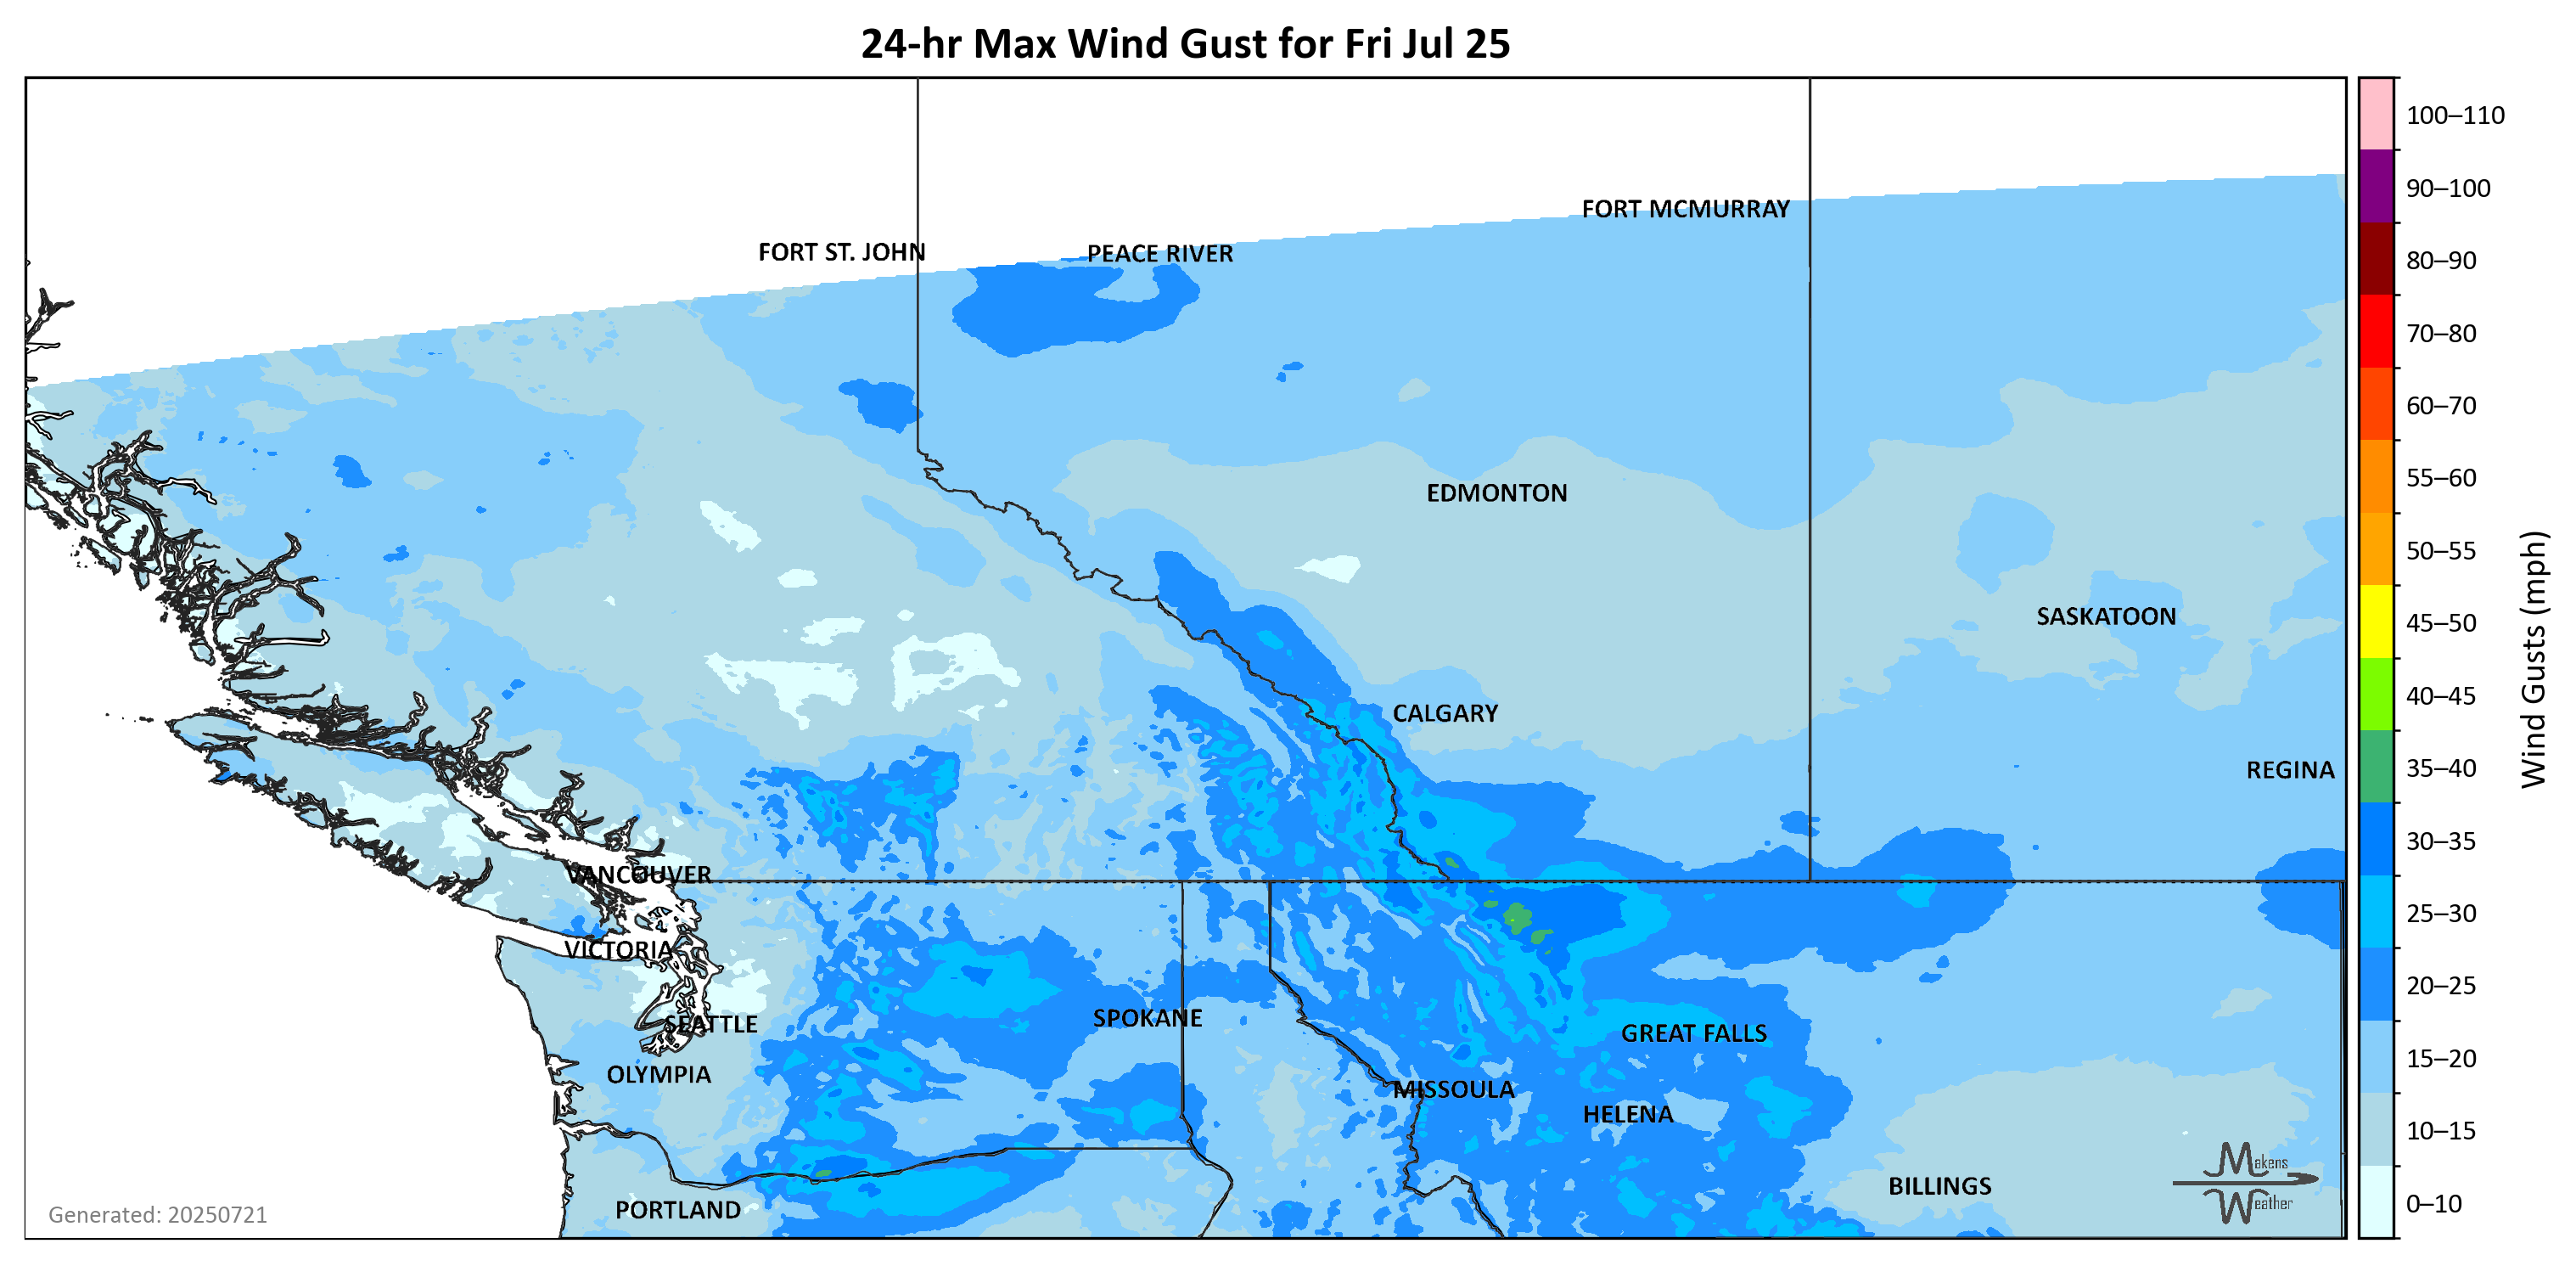 24-hr Max Wind Gust for Fri Jul 25
100–110
90–100
80–90
70–80
60–70
55–60
50–55
45–50
40–45
35–40
30–35
25–30
20–25
15–20
10–15
0–10
Wind Gusts (mph)
FORT MCMURRAY
FORT ST. JOHN
PEACE RIVER
EDMONTON
SASKATOON
CALGARY
REGINA
VANCOUVER
VICTORIA
SPOKANE
SEATTLE
GREAT FALLS
OLYMPIA
MISSOULA
HELENA
BILLINGS
PORTLAND
Makens
Weather
Generated: 20250721